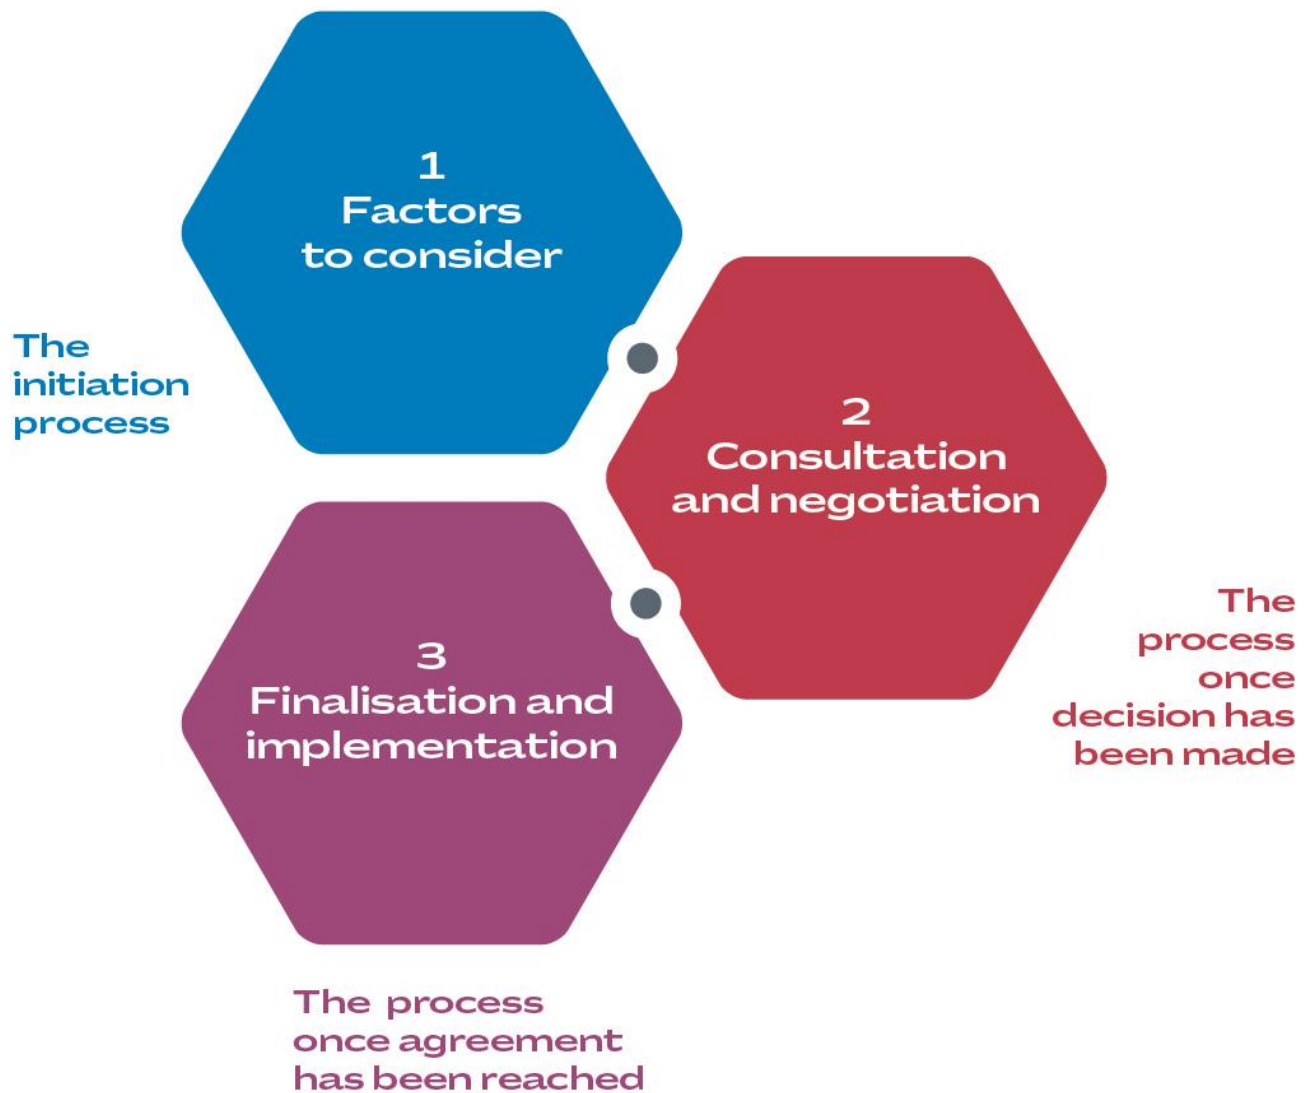 1
Factors
to consider
The
initiation
process
2
Consultation
and negotiation
The
process
once
decision has
been made
3
Finalisation and
implementation
The process
once agreement
has been reached